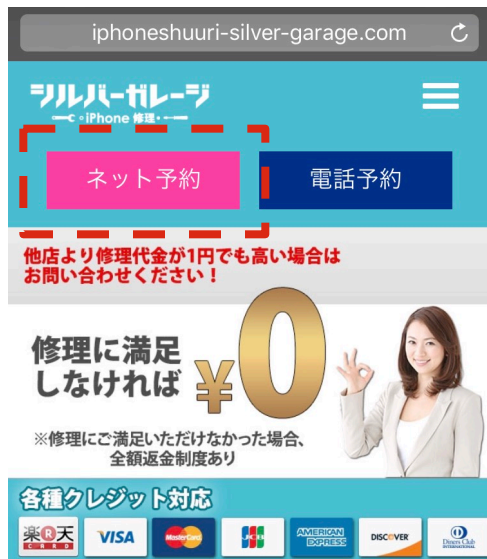 iphoneshuuri-silver-garage.com
シルバーガレージ
iPhone 修理
ネット予約
電話予約
他店より修理代金が1円でも高い場合は
お問い合わせください！
修理に満足
しなければ ¥0
※修理にご満足いただけなかった場合、
全額返金制度あり
各種クレジット対応
楽R天
CARD
VISA
MasterCard
JCB
AMERICAN
EXPRESS
DISCOVER
Diners Club
INTERNATIONAL